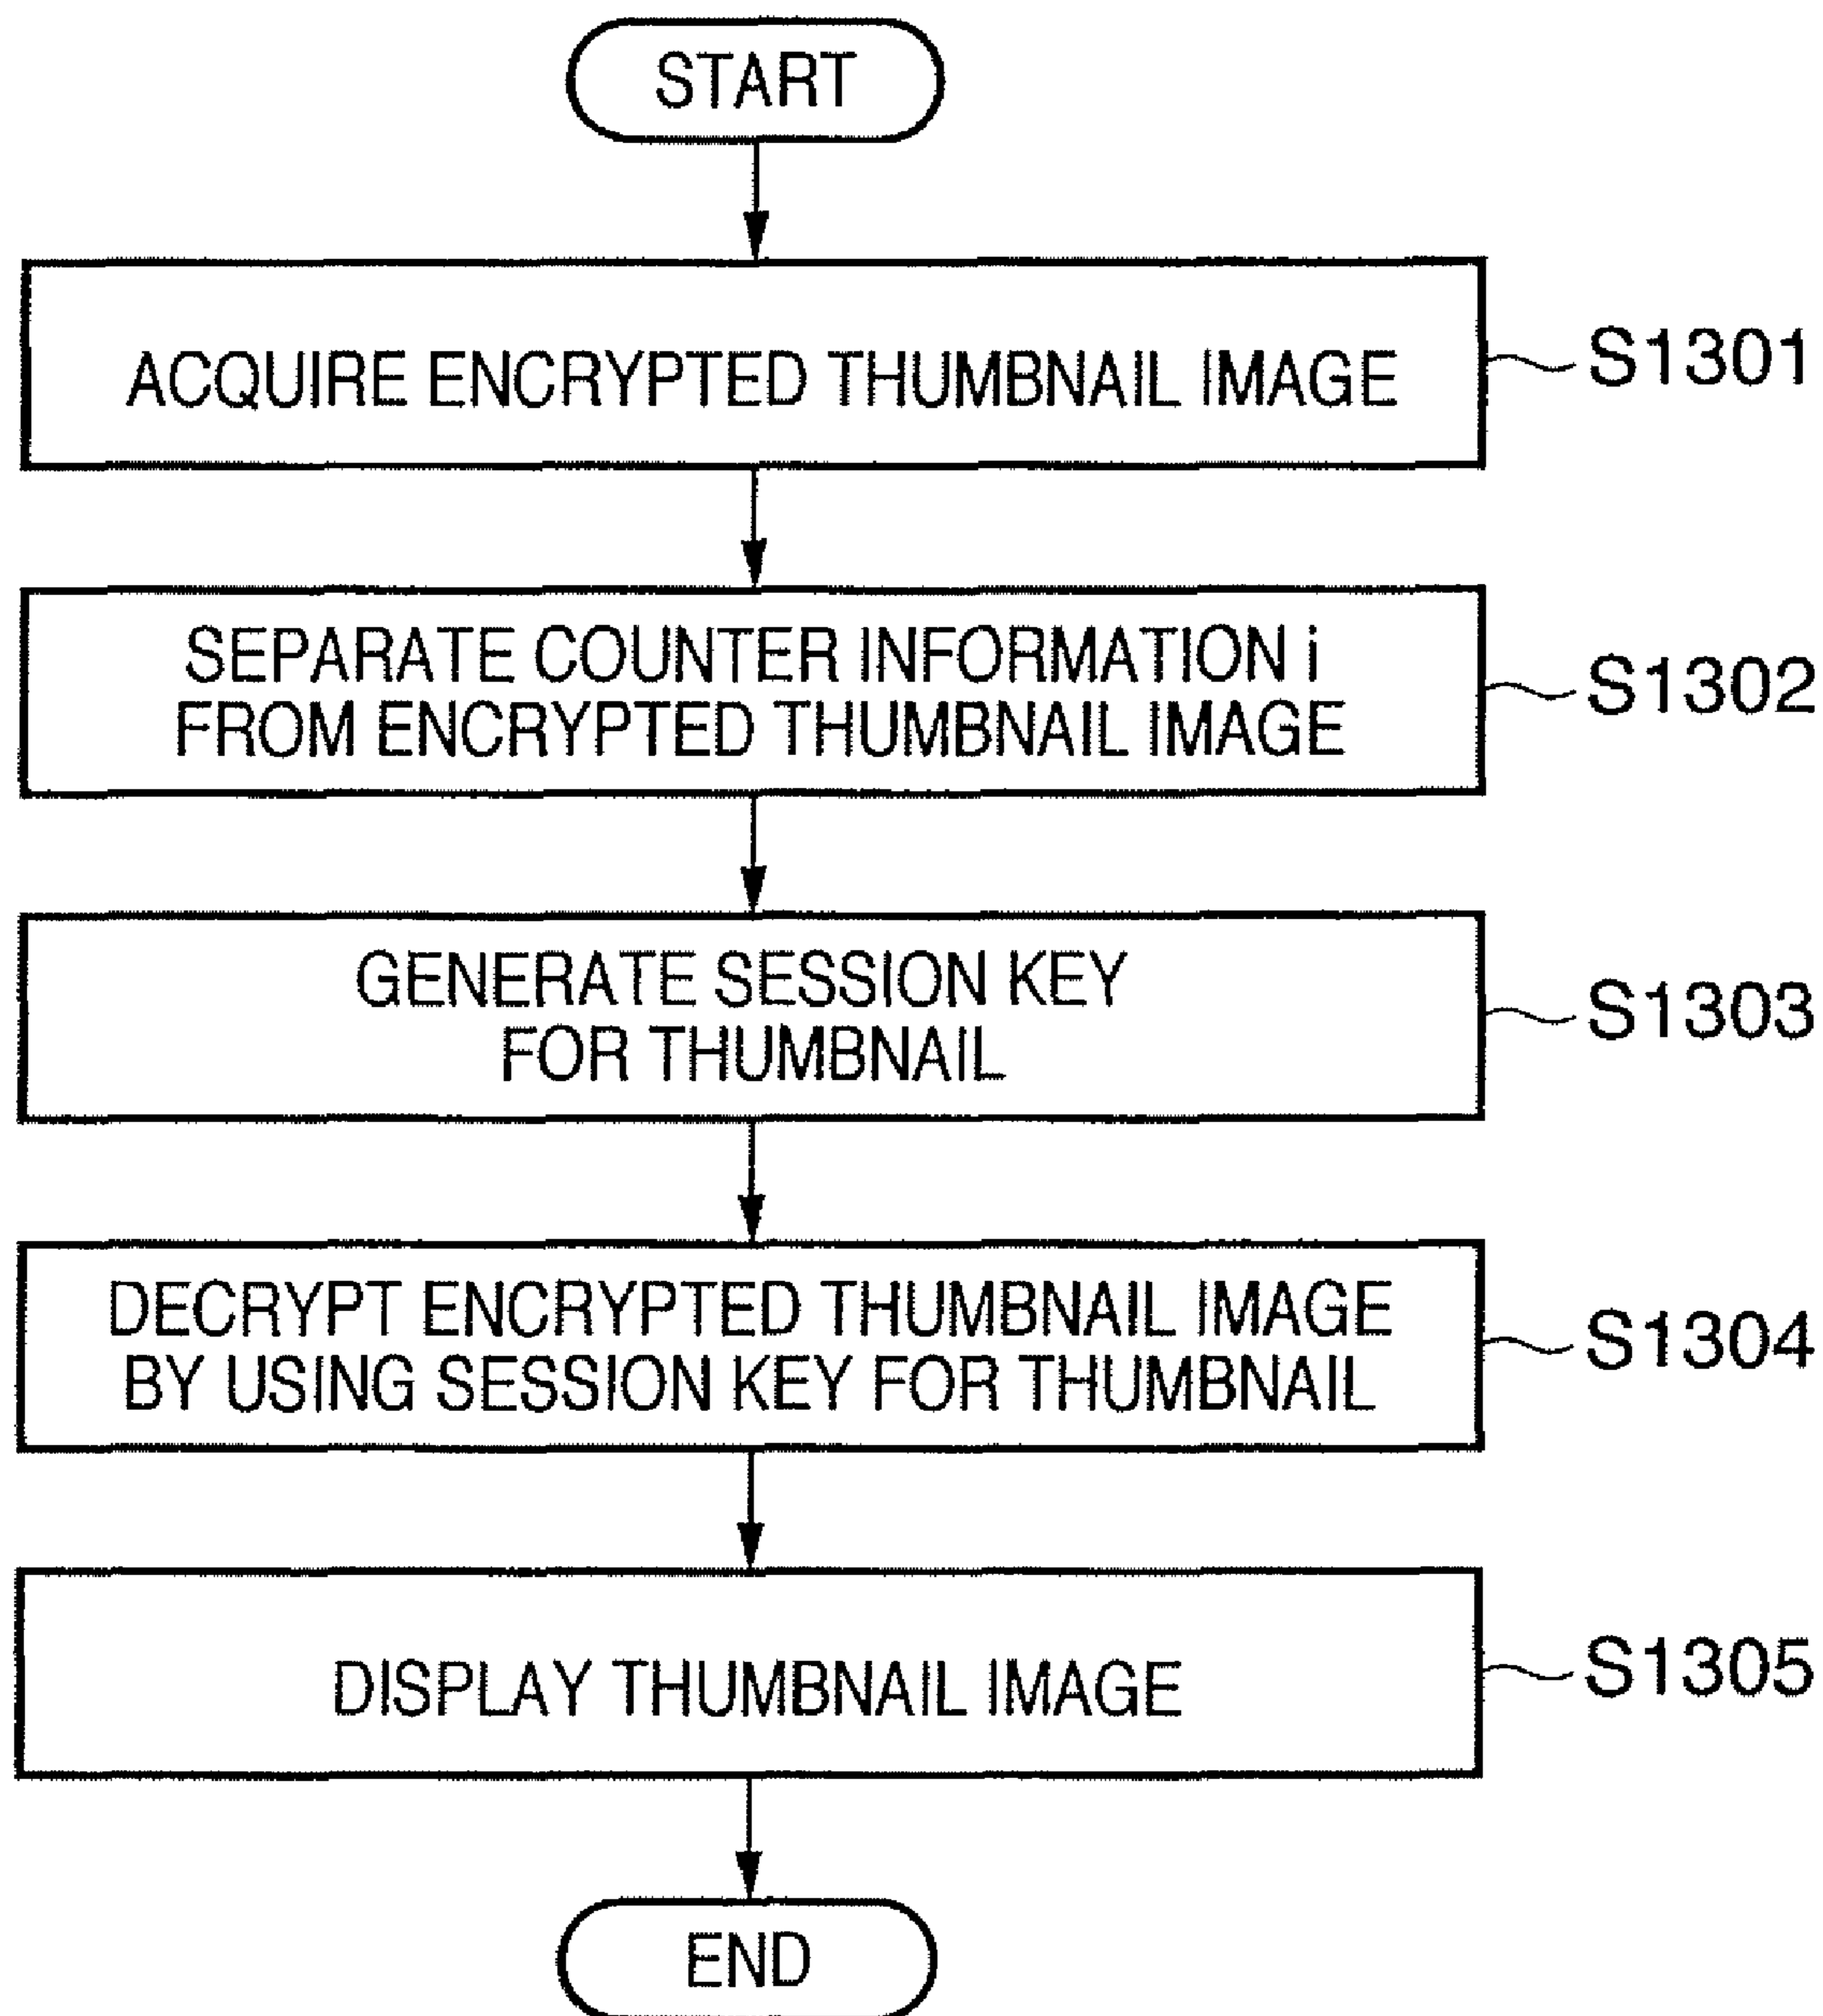 START
ACQUIRE ENCRYPTED THUMBNAIL IMAGE
S1301
SEPARATE COUNTER INFORMATION i
FROM ENCRYPTED THUMBNAIL IMAGE
S1302
GENERATE SESSION KEY
FOR THUMBNAIL
S1303
DECRYPT ENCRYPTED THUMBNAIL IMAGE
BY USING SESSION KEY FOR THUMBNAIL
S1304
DISPLAY THUMBNAIL IMAGE
S1305
END